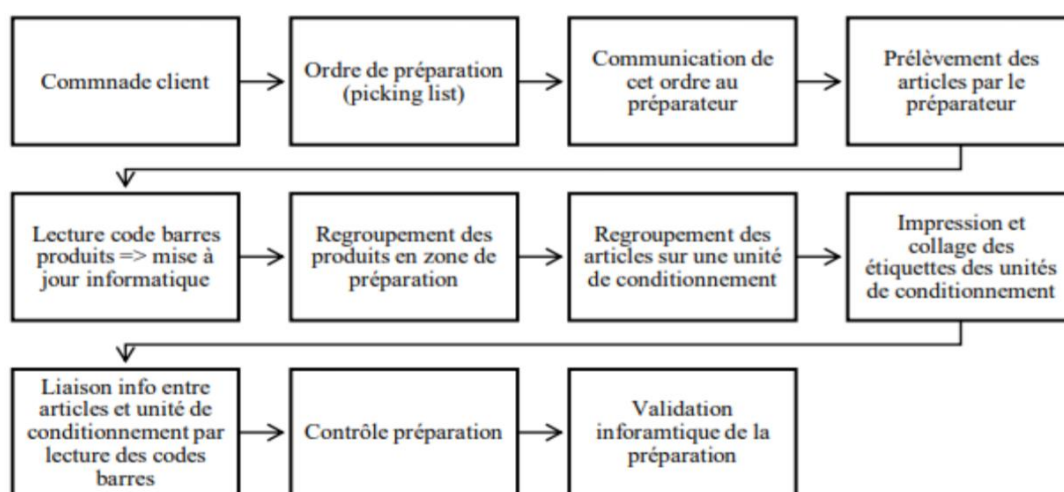 Commnade client
Ordre de préparation
(picking list)
Communication de
cet ordre au
préparateur
Prélèvement des
articles par le
préparateur
Lecture code barres
produits => mise à
jour informatique
Regroupement des
produits en zone de
préparation
Regroupement des
articles sur une unité
de conditionnement
Impression et
collage des
étiquettes des unités
de conditionnement
Liaison info entre
articles et unité de
conditionnement par
lecture des codes
barres
Contrôle préparation
Validation
inforamtique de la
préparation